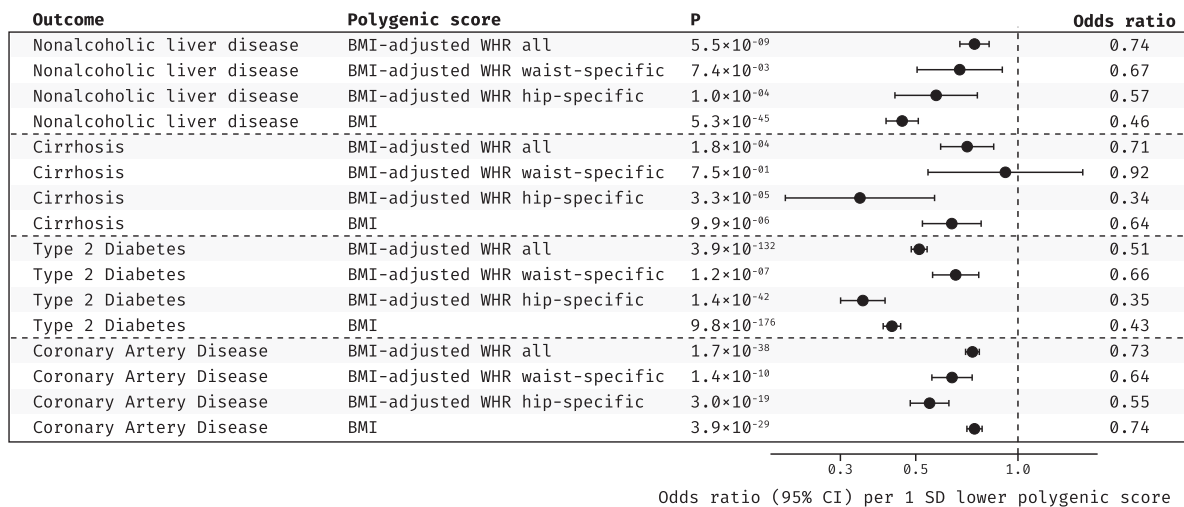 Outcome Polygenic score P Odds ratio
Nonalcoholic liver disease BMI-adjusted WHR all 5.5×10⁻⁰⁹ 0.74
Nonalcoholic liver disease BMI-adjusted WHR waist-specific 7.4×10⁻⁰³ 0.67
Nonalcoholic liver disease BMI-adjusted WHR hip-specific 1.0×10⁻⁰⁴ 0.57
Nonalcoholic liver disease BMI 5.3×10⁻⁴⁵ 0.46
Cirrhosis BMI-adjusted WHR all 1.8×10⁻⁰⁴ 0.71
Cirrhosis BMI-adjusted WHR waist-specific 7.5×10⁻⁰¹ 0.92
Cirrhosis BMI-adjusted WHR hip-specific 3.3×10⁻⁰⁵ 0.34
Cirrhosis BMI 9.9×10⁻⁰⁶ 0.64
Type 2 Diabetes BMI-adjusted WHR all 3.9×10⁻¹³² 0.51
Type 2 Diabetes BMI-adjusted WHR waist-specific 1.2×10⁻⁰⁷ 0.66
Type 2 Diabetes BMI-adjusted WHR hip-specific 1.4×10⁻⁴² 0.35
Type 2 Diabetes BMI 9.8×10⁻¹⁷⁶ 0.43
Coronary Artery Disease BMI-adjusted WHR all 1.7×10⁻³⁸ 0.73
Coronary Artery Disease BMI-adjusted WHR waist-specific 1.4×10⁻¹⁰ 0.64
Coronary Artery Disease BMI-adjusted WHR hip-specific 3.0×10⁻¹⁹ 0.55
Coronary Artery Disease BMI 3.9×10⁻²⁹ 0.74
0.3 0.5 1.0
Odds ratio (95% CI) per 1 SD lower polygenic score